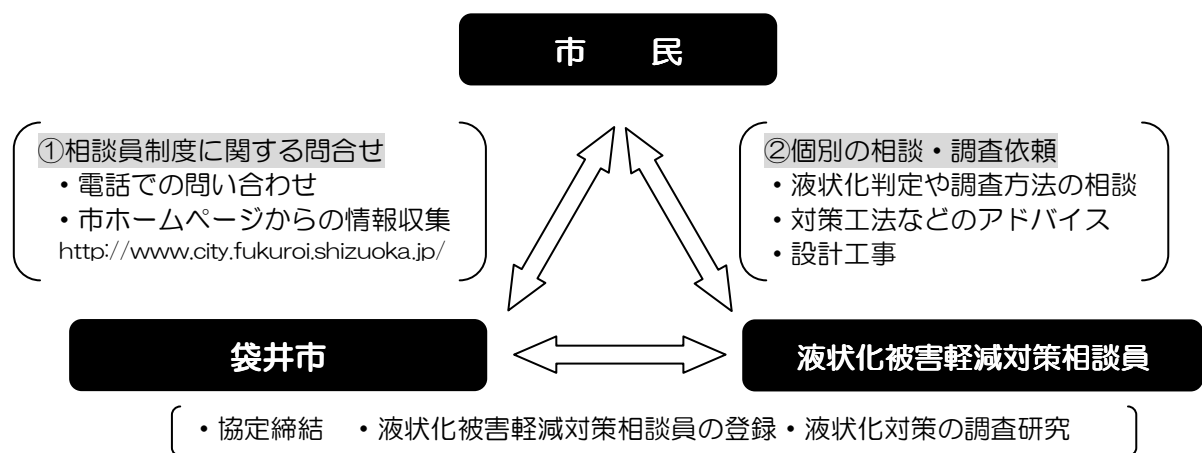 市　　民
①相談員制度に関する問合せ
・電話での問い合わせ
・市ホームページからの情報収集
http://www.city.fukuroi.shizuoka.jp/
②個別の相談・調査依頼
・液状化判定や調査方法の相談
・対策工法などのアドバイス
・設計工事
袋井市
液状化被害軽減対策相談員
・協定締結　・液状化被害軽減対策相談員の登録・液状化対策の調査研究